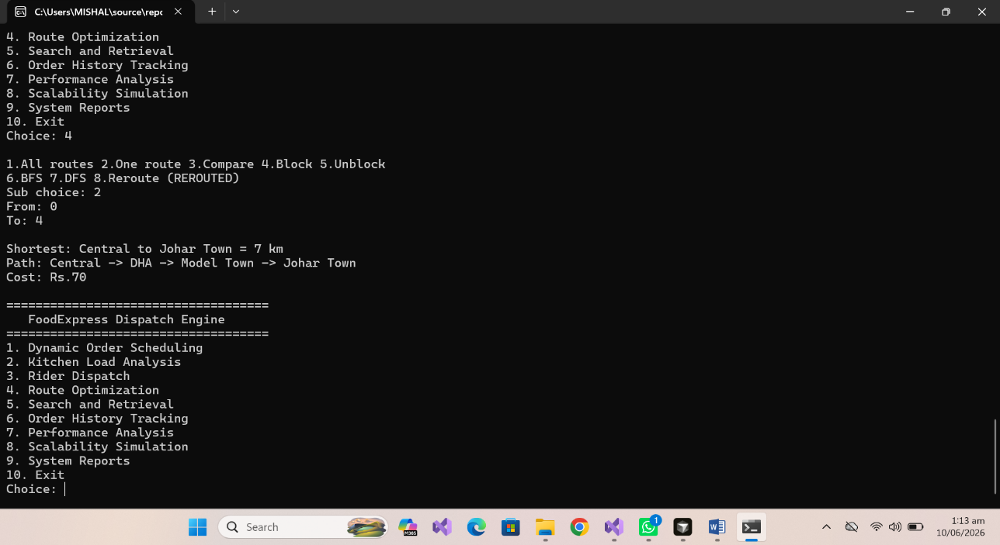 C:\Users\MISHAL\source\repo
4. Route Optimization
5. Search and Retrieval
6. Order History Tracking
7. Performance Analysis
8. Scalability Simulation
9. System Reports
10. Exit
Choice: 4
1.All routes 2.One route 3.Compare 4.Block 5.Unblock
6.BFS 7.DFS 8.Reroute (REROUTED)
Sub choice: 2
From: 0
To: 4
Shortest: Central to Johar Town = 7 km
Path: Central -> DHA -> Model Town -> Johar Town
Cost: Rs.70
====================================
FoodExpress Dispatch Engine
====================================
1. Dynamic Order Scheduling
2. Kitchen Load Analysis
3. Rider Dispatch
4. Route Optimization
5. Search and Retrieval
6. Order History Tracking
7. Performance Analysis
8. Scalability Simulation
9. System Reports
10. Exit
Choice:
Search
M365
1
W
1:13 am
10/06/2026